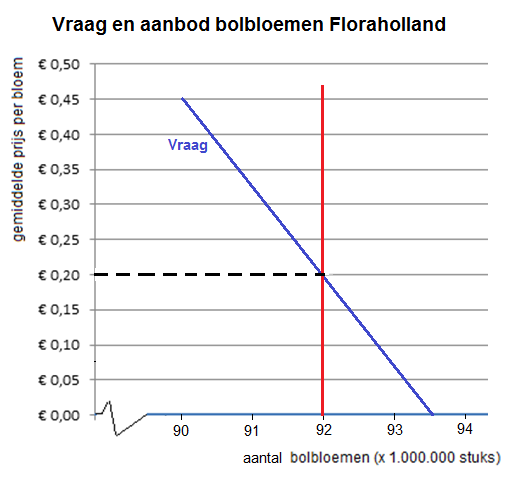 Vraag en aanbod bolbloemen Floraholland
gemiddelde prijs per bloem
€ 0,50
€ 0,45
€ 0,40
€ 0,35
€ 0,30
€ 0,25
€ 0,20
€ 0,15
€ 0,10
€ 0,05
€ 0,00
Vraag
90 91 92 93 94
aantal bolbloemen (x 1.000.000 stuks)